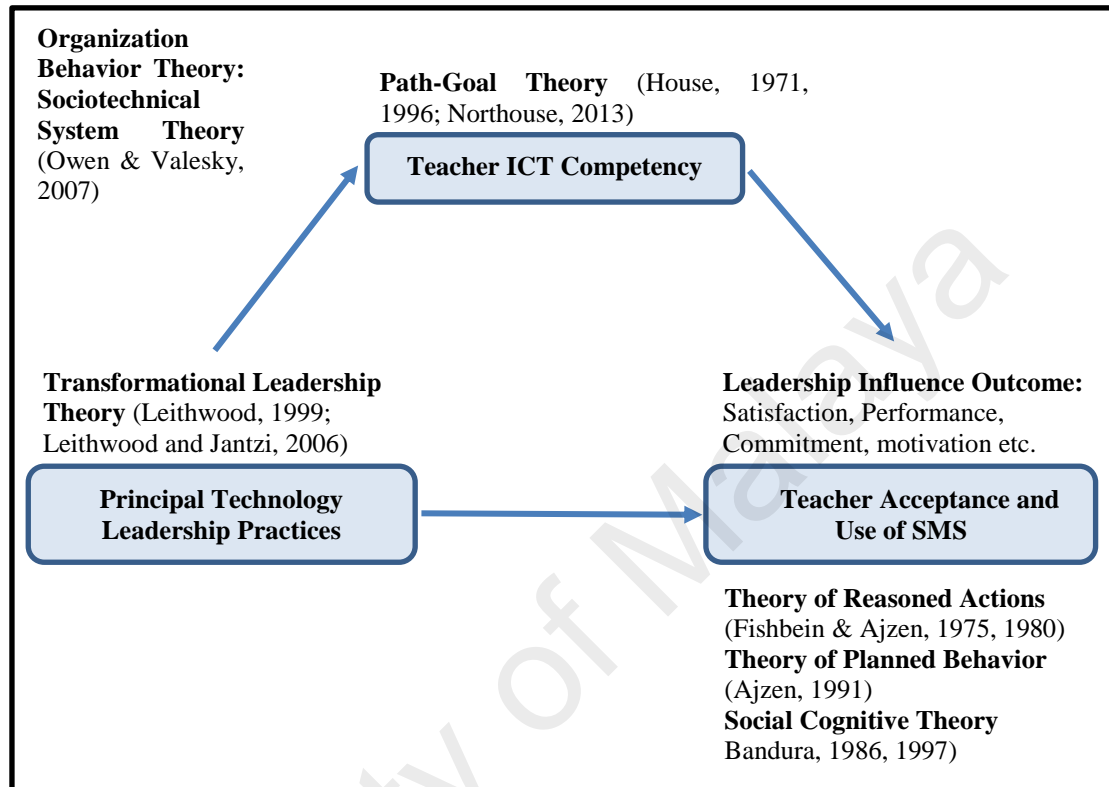 Organization
Behavior Theory:
Sociotechnical
System Theory
(Owen & Valesky,
2007)
Path-Goal Theory (House, 1971,
1996; Northouse, 2013)
Teacher ICT Competency
Transformational Leadership
Theory (Leithwood, 1999;
Leithwood and Jantzi, 2006)
Principal Technology
Leadership Practices
Leadership Influence Outcome:
Satisfaction, Performance,
Commitment, motivation etc.
Teacher Acceptance and
Use of SMS
Theory of Reasoned Actions
(Fishbein & Ajzen, 1975, 1980)
Theory of Planned Behavior
(Ajzen, 1991)
Social Cognitive Theory
Bandura, 1986, 1997)
of Malaya